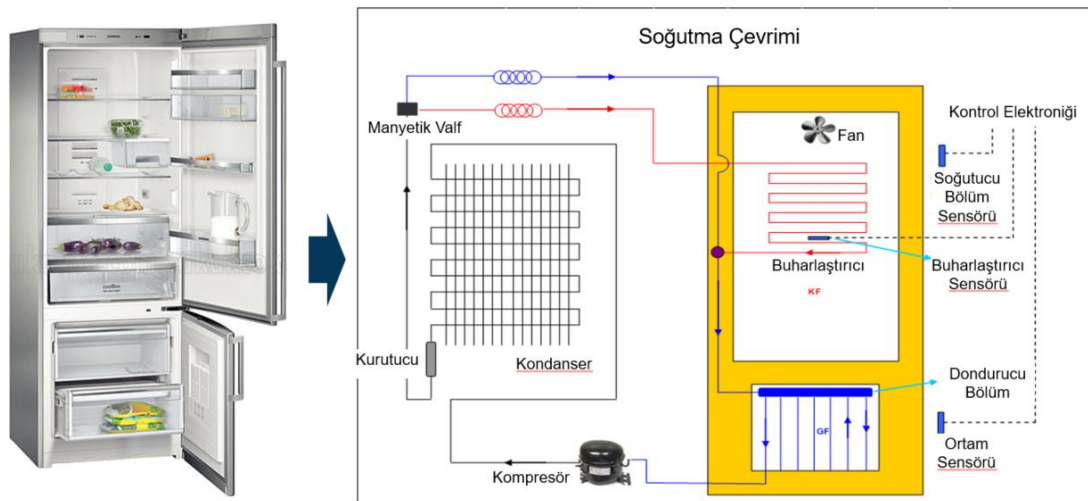 Soğutma Çevrimi
Manyetik Valf
Fan
Kontrol Elektroniği
Soğutucu
Bölüm
Sensörü
Buharlaştırıcı
KF
Buharlaştırıcı
Sensörü
Kurutucu
Kondanser
Dondurucu
Bölüm
GF
Ortam
Sensörü
Kompresör